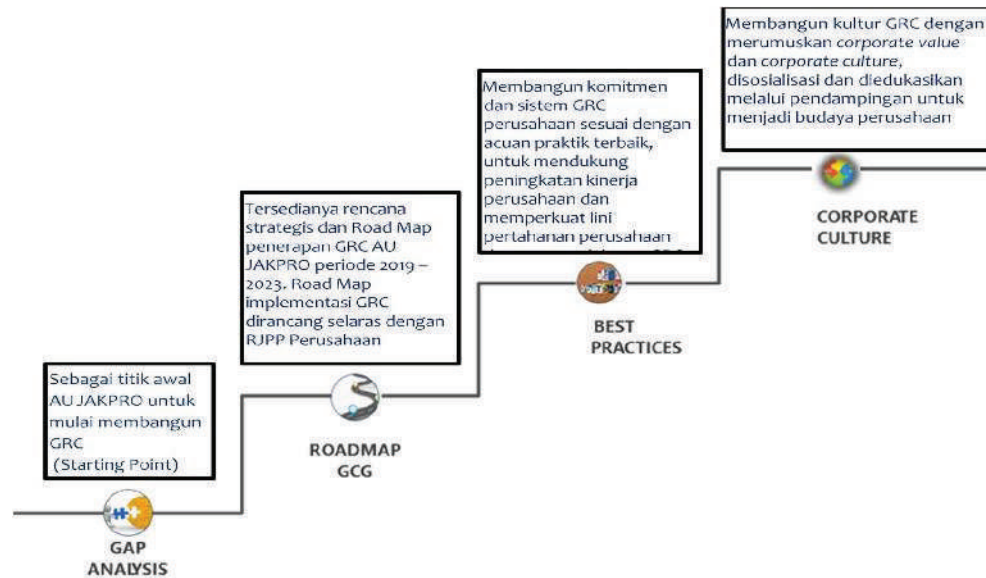 Membangun kultur GRC dengan
merumuskan corporate value
dan corporate culture,
disosialisasi dan diedukasikan
melalui pendampingan untuk
menjadi budaya perusahaan
CORPORATE
CULTURE
Membangun komitmen
dan sistem GRC
perusahaan sesuai dengan
acuan praktik terbaik,
untuk mendukung
peningkatan kinerja
perusahaan dan
memperkuat lini
pertahanan perusahaan
BEST
PRACTICES
Tersedianya rencana
strategis dan Road Map
penerapan GRC AU
JAKPRO periode 2019 –
2023. Road Map
implementasi GRC
dirancang selaras dengan
RJPP Perusahaan
ROADMAP
GCG
Sebagai titik awal
AU JAKPRO untuk
mulai membangun
GRC
(Starting Point)
GAP
ANALYSIS